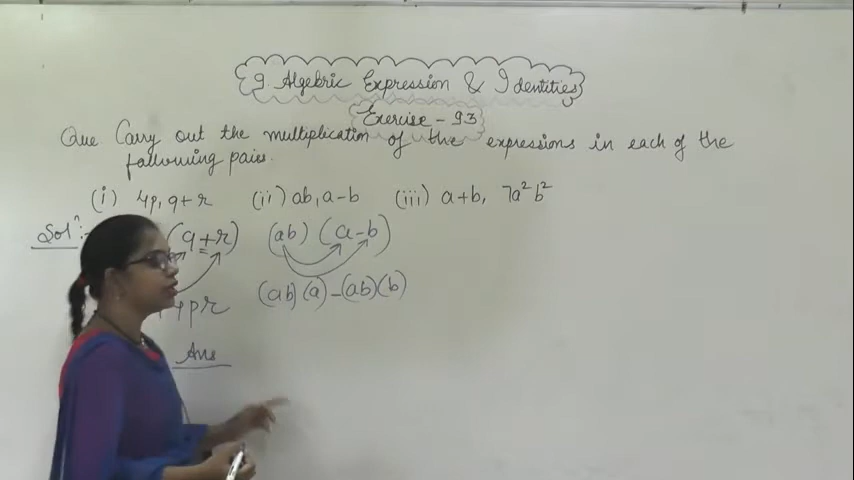 9 Algebric Expression & Identities
Exercise - 9.3
Que Carry out the multiplication of the expressions in each of the
following pairs.
(i) 4p, q+r (ii) ab, a-b (iii) a+b, 7a²b²
Solⁿ:- (q+r) (ab) (a-b)
4pr (ab) (a) - (ab) (b)
Ans